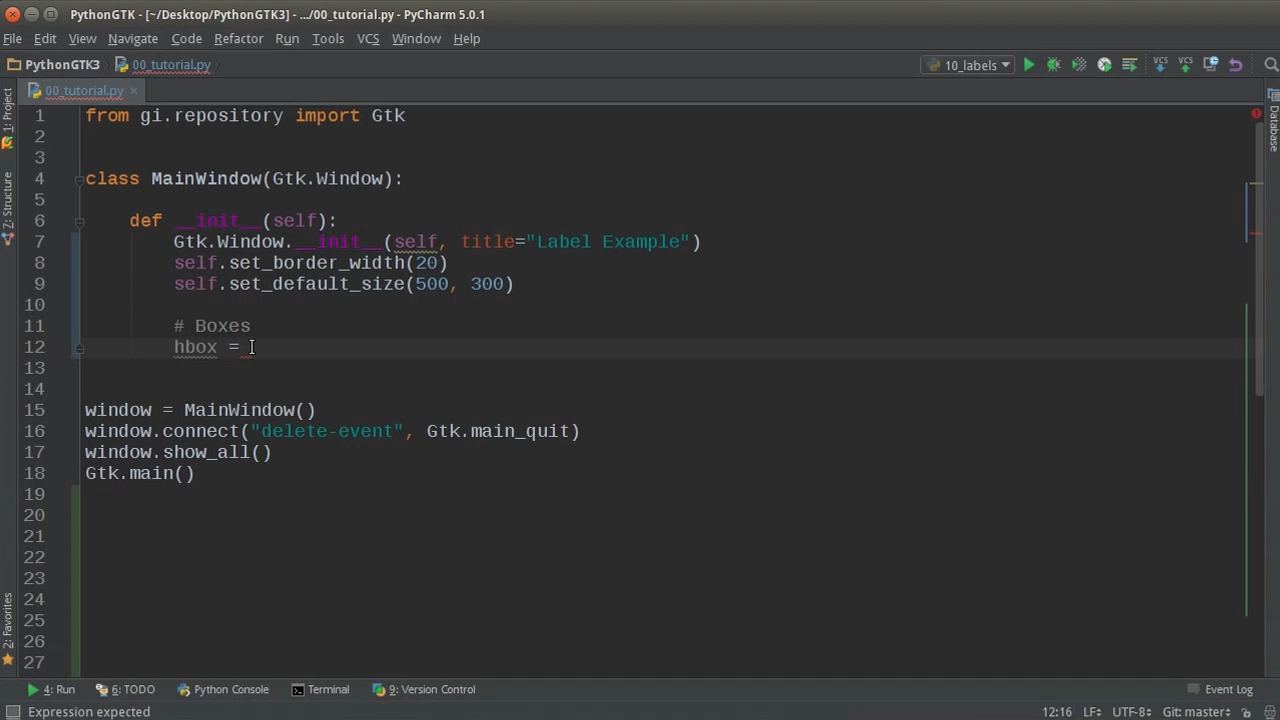 PythonGTK - [~/Desktop/PythonGTK3] - .../00_tutorial.py - PyCharm 5.0.1
File Edit View Navigate Code Refactor Run Tools VCS Window Help
PythonGTK3 00_tutorial.py 10_labels VCS VCS
1: Project
00_tutorial.py
Database
Z: Structure
2: Favorites
1 from gi.repository import Gtk
2
3
4 class MainWindow(Gtk.Window):
5
6 def __init__(self):
7 Gtk.Window.__init__(self, title="Label Example")
8 self.set_border_width(20)
9 self.set_default_size(500, 300)
10
11 # Boxes
12 hbox =
13
14
15 window = MainWindow()
16 window.connect("delete-event", Gtk.main_quit)
17 window.show_all()
18 Gtk.main()
19
20
21
22
23
24
25
26
27
4: Run 6: TODO Python Console Terminal 9: Version Control Event Log
Expression expected 12:16 LF÷ UTF-8÷ Git: master÷